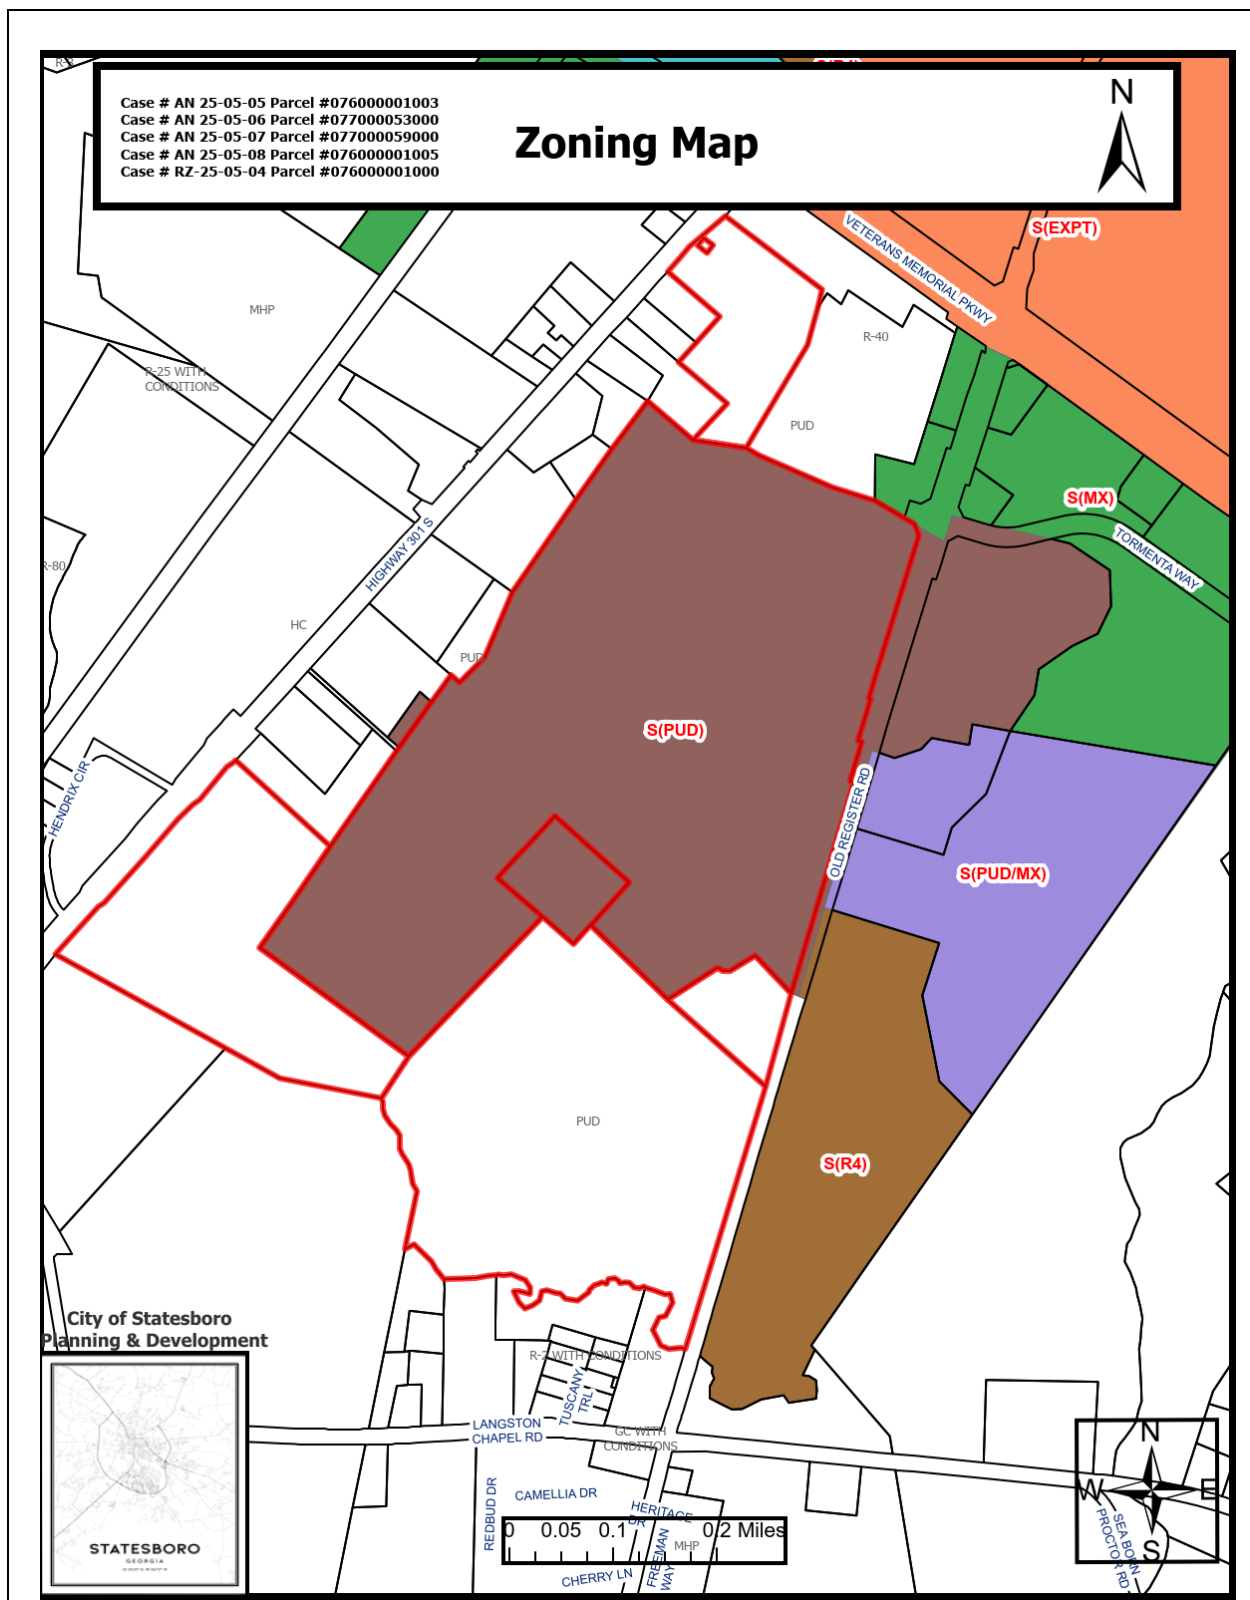 Case # AN 25-05-05 Parcel #076000001003
Case # AN 25-05-06 Parcel #077000053000
Case # AN 25-05-07 Parcel #077000059000
Case # AN 25-05-08 Parcel #076000001005
Case # RZ-25-05-04 Parcel #076000001000
Zoning Map
N
S(EXPT)
VETERANS MEMORIAL PKWY
MHP
R-40
R-25 WITH
CONDITIONS
PUD
S(MX)
HIGHWAY 301 S
TORMENTA WAY
R-80
HC
PUD
S(PUD)
HENDRIX CIR
OLD REGISTER RD
S(PUD/MX)
PUD
S(R4)
City of Statesboro
Planning & Development
R-2 WITH CONDITIONS
TUSCANY
TRL
LANGSTON
CHAPEL RD
GC WITH
CONDITIONS
REDBUD DR
CAMELLIA DR
HERITAGE
DR
0 0.05 0.1 0.2 Miles
MHP
FREEMAN
WAY
CHERRY LN
N
W
E
S
SEA BORN
PROCTOR RD
STATESBORO
GEORGIA